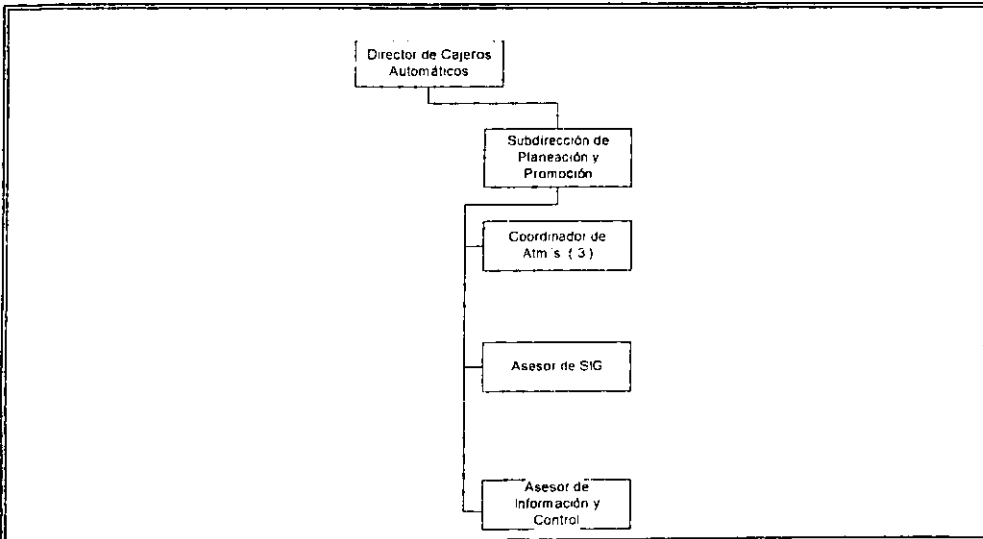 Director de Cajeros
Automáticos
Subdirección de
Planeación y
Promoción
Coordinador de
Atm´s ( 3 )
Asesor de SIG
Asesor de
Información y
Control